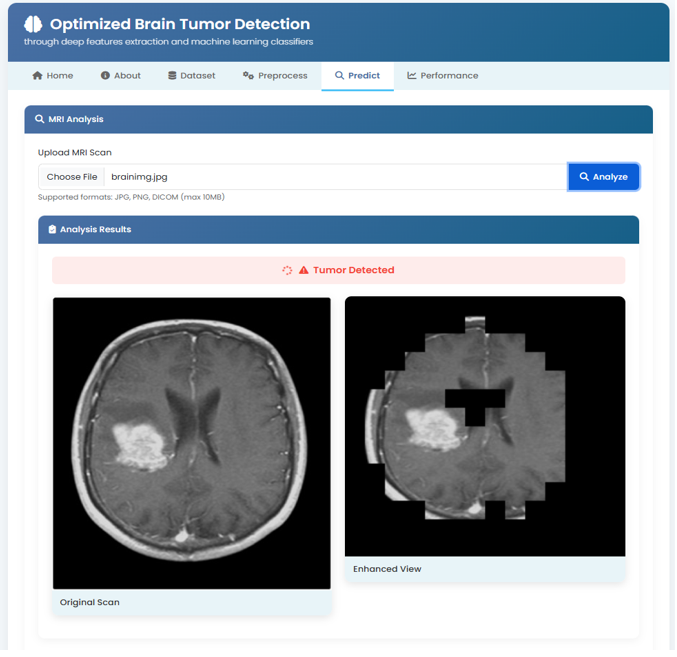 Optimized Brain Tumor Detection
through deep features extraction and machine learning classifiers
Home About Dataset Preprocess Predict Performance
MRI Analysis
Upload MRI Scan
Choose File brainimg.jpg Analyze
Supported formats: JPG, PNG, DICOM (max 10MB)
Analysis Results
Tumor Detected
Original Scan
Enhanced View